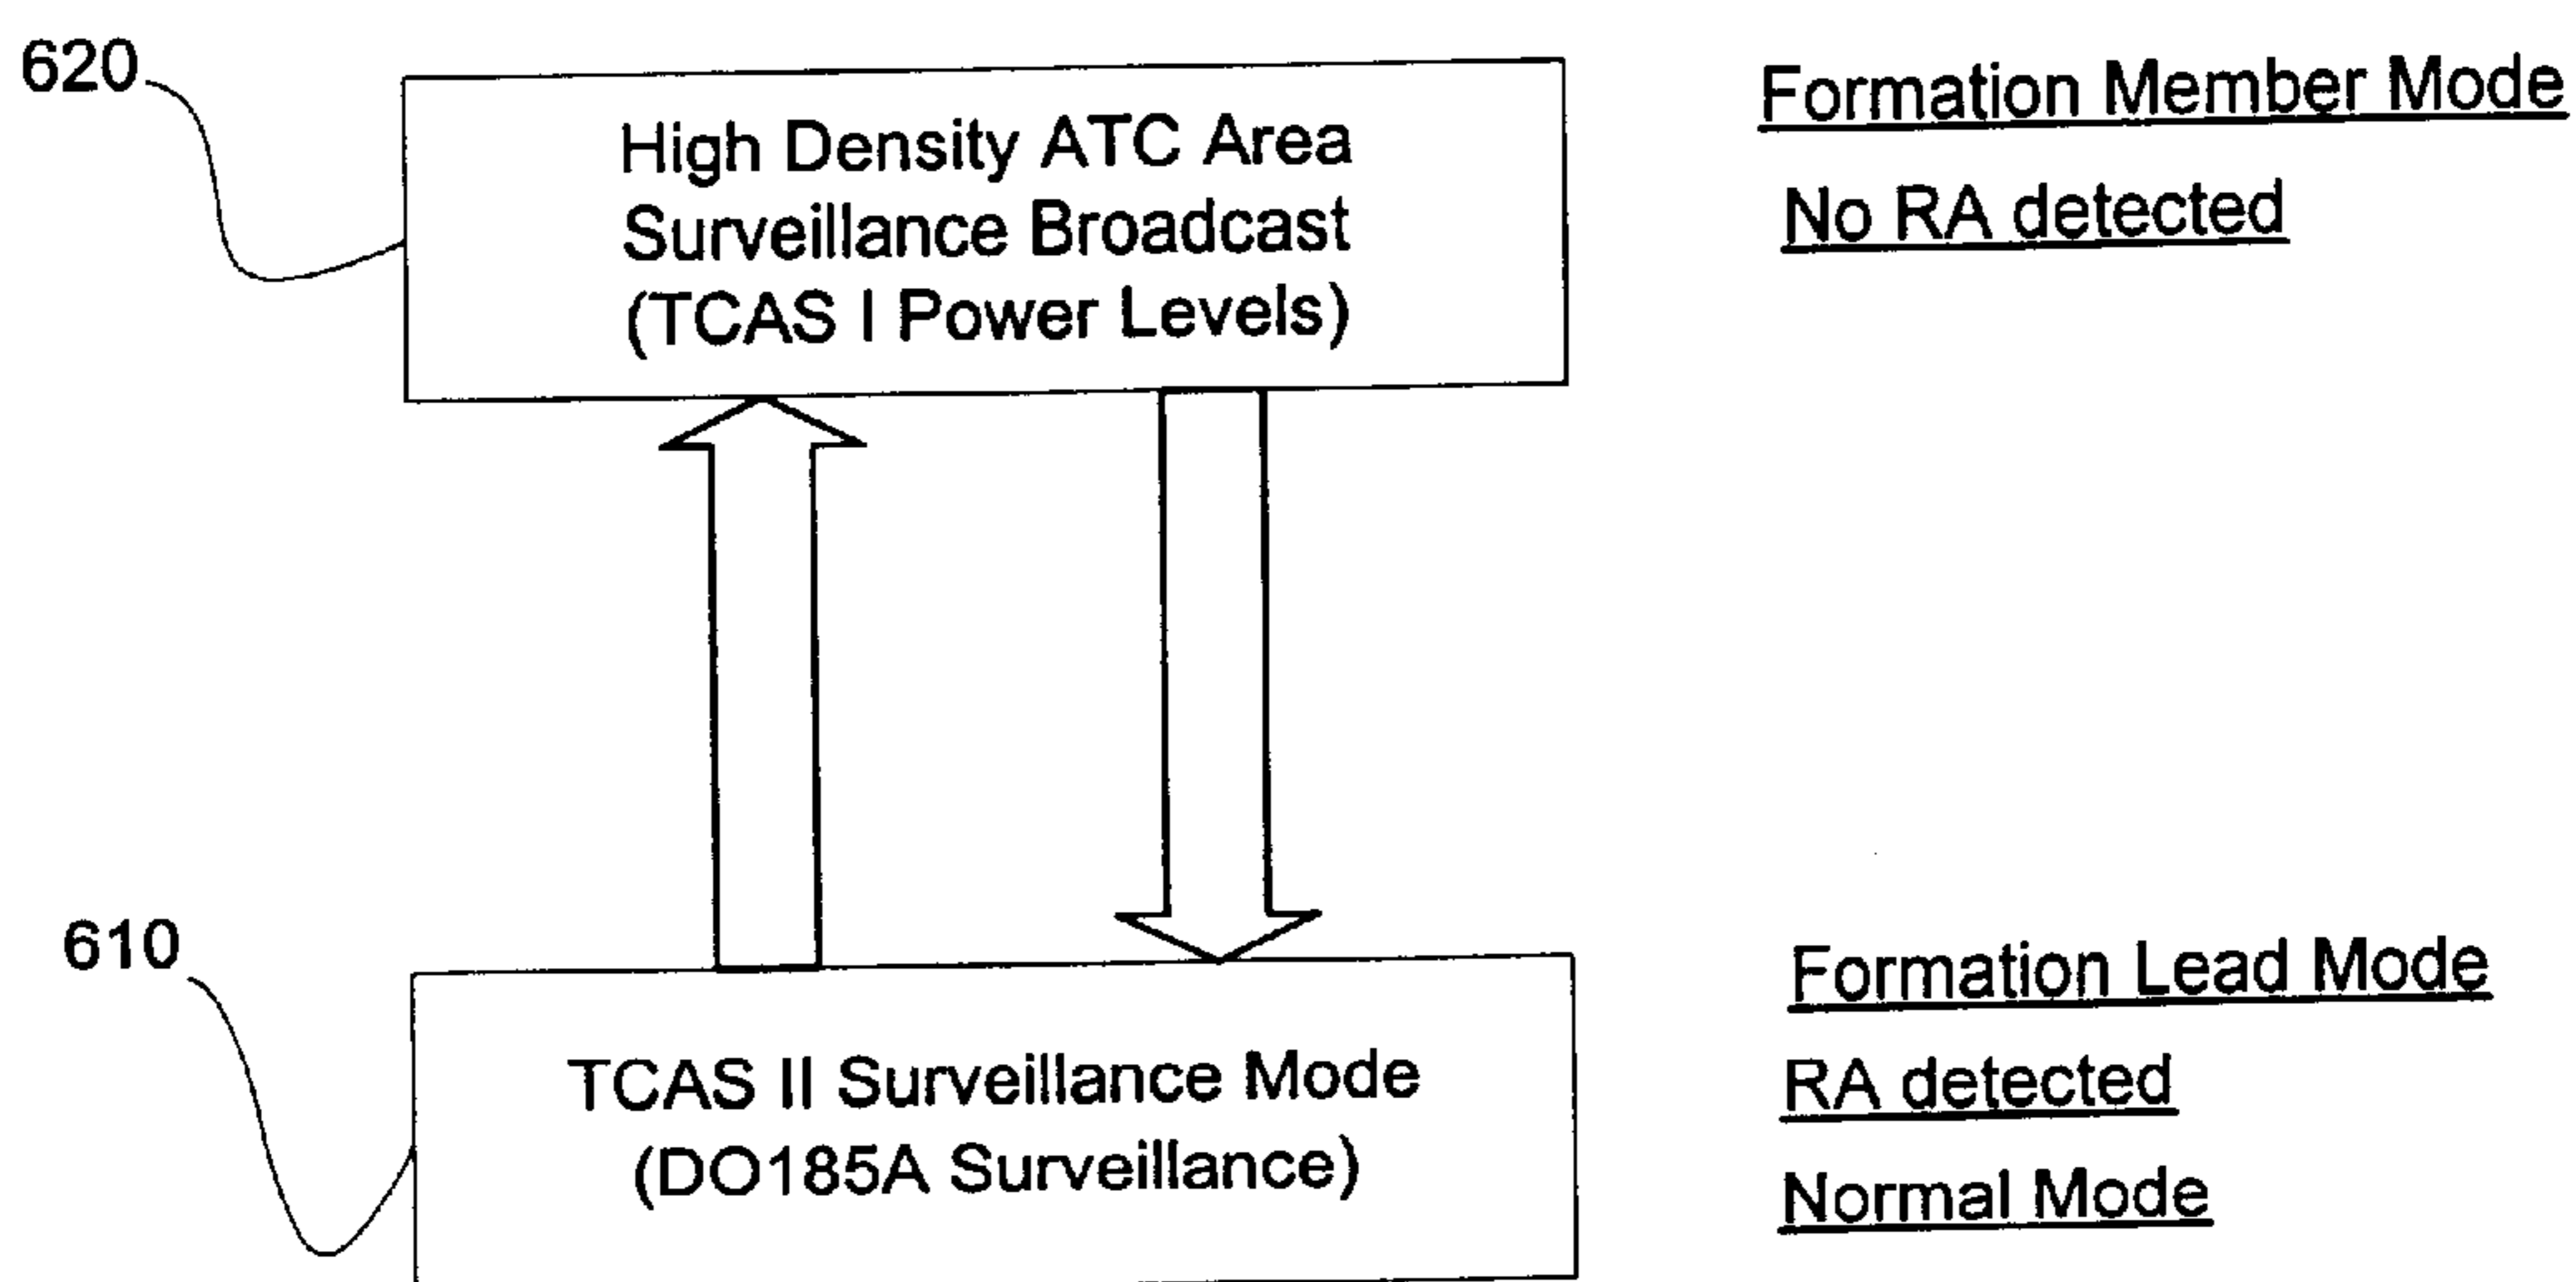 620
High Density ATC Area
Surveillance Broadcast
(TCAS I Power Levels)
Formation Member Mode
No RA detected
610
TCAS II Surveillance Mode
(DO185A Surveillance)
Formation Lead Mode
RA detected
Normal Mode